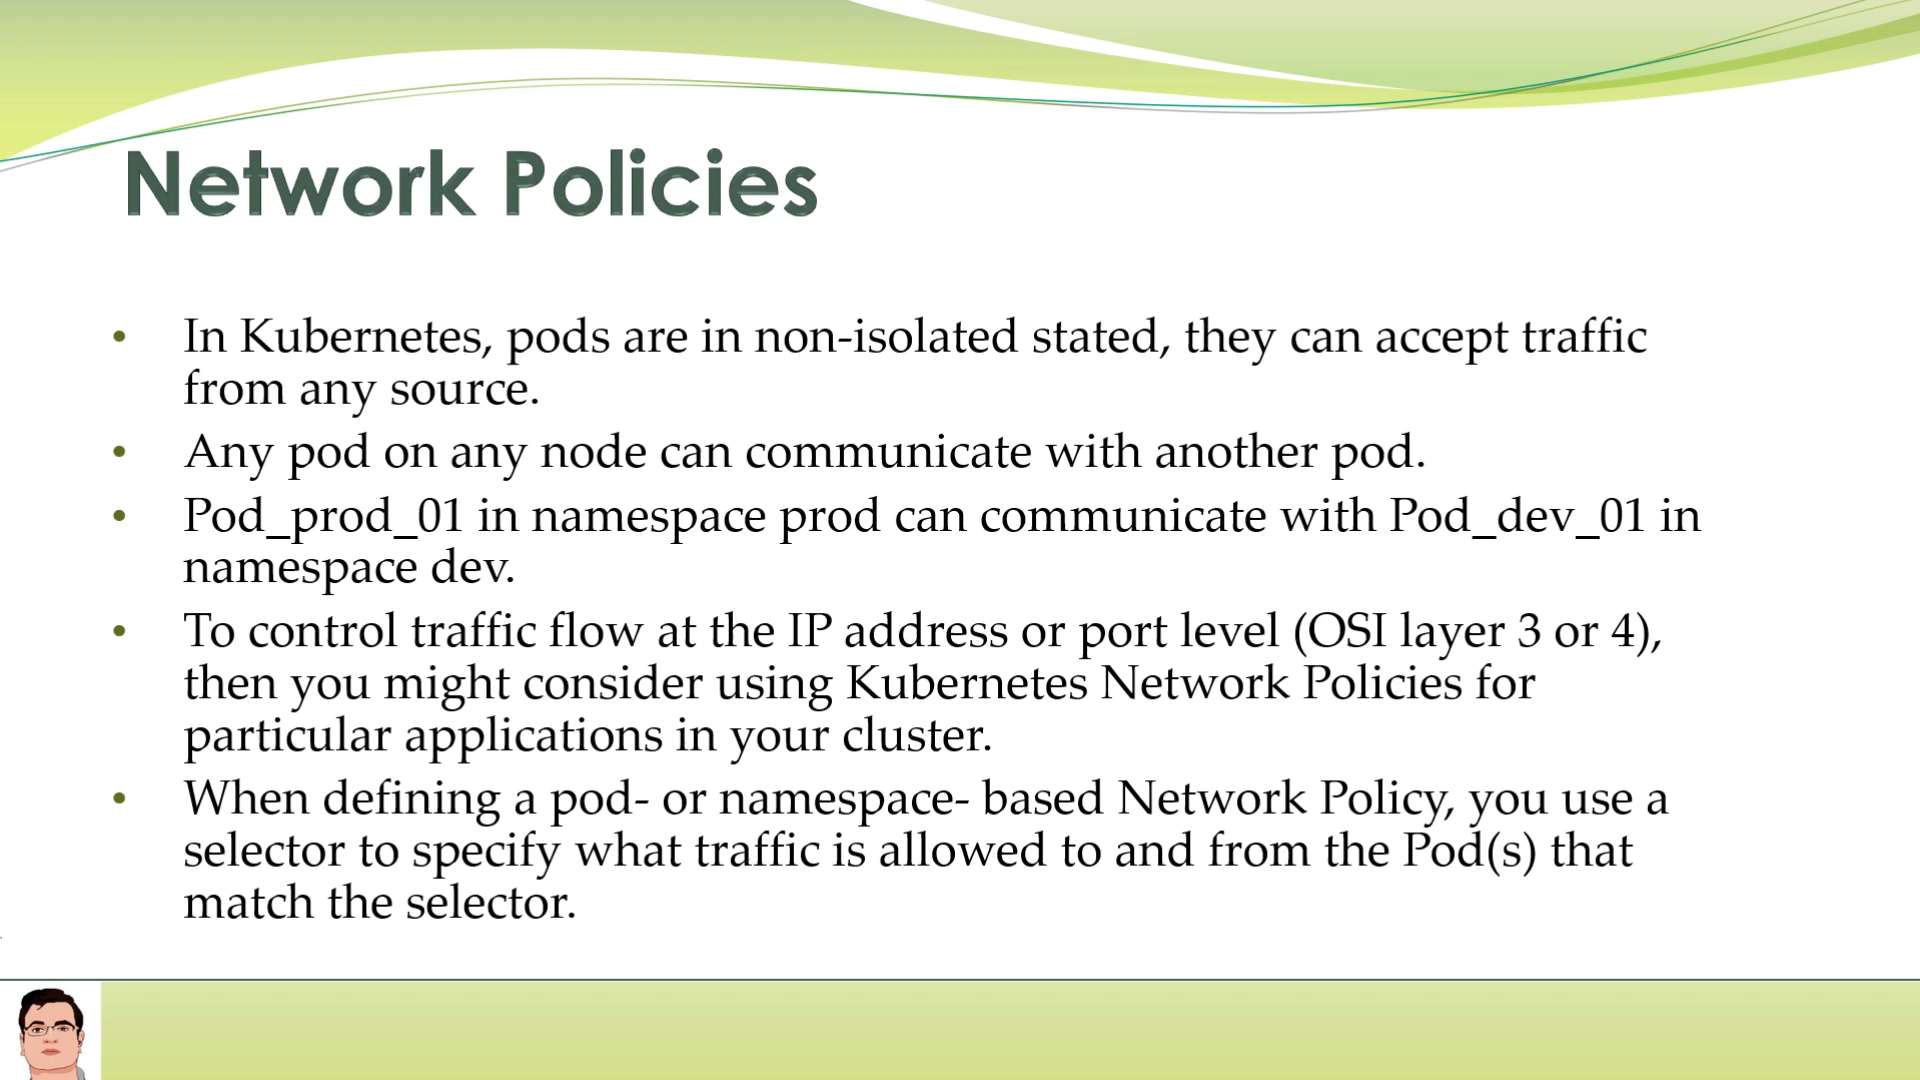 Network Policies
• In Kubernetes, pods are in non-isolated stated, they can accept traffic
from any source.
• Any pod on any node can communicate with another pod.
• Pod_prod_01 in namespace prod can communicate with Pod_dev_01 in
namespace dev.
• To control traffic flow at the IP address or port level (OSI layer 3 or 4),
then you might consider using Kubernetes Network Policies for
particular applications in your cluster.
• When defining a pod- or namespace- based Network Policy, you use a
selector to specify what traffic is allowed to and from the Pod(s) that
match the selector.